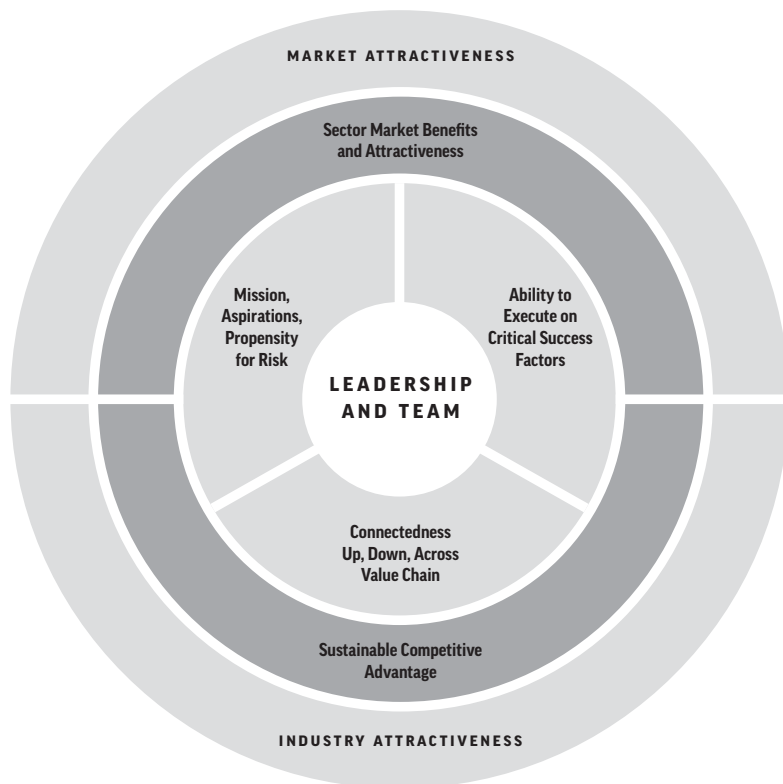 MARKET ATTRACTIVENESS
Sector Market Benefits
and Attractiveness
Mission,
Aspirations,
Propensity
for Risk
Ability to
Execute on
Critical Success
Factors
LEADERSHIP
AND TEAM
Connectedness
Up, Down, Across
Value Chain
Sustainable Competitive
Advantage
INDUSTRY ATTRACTIVENESS